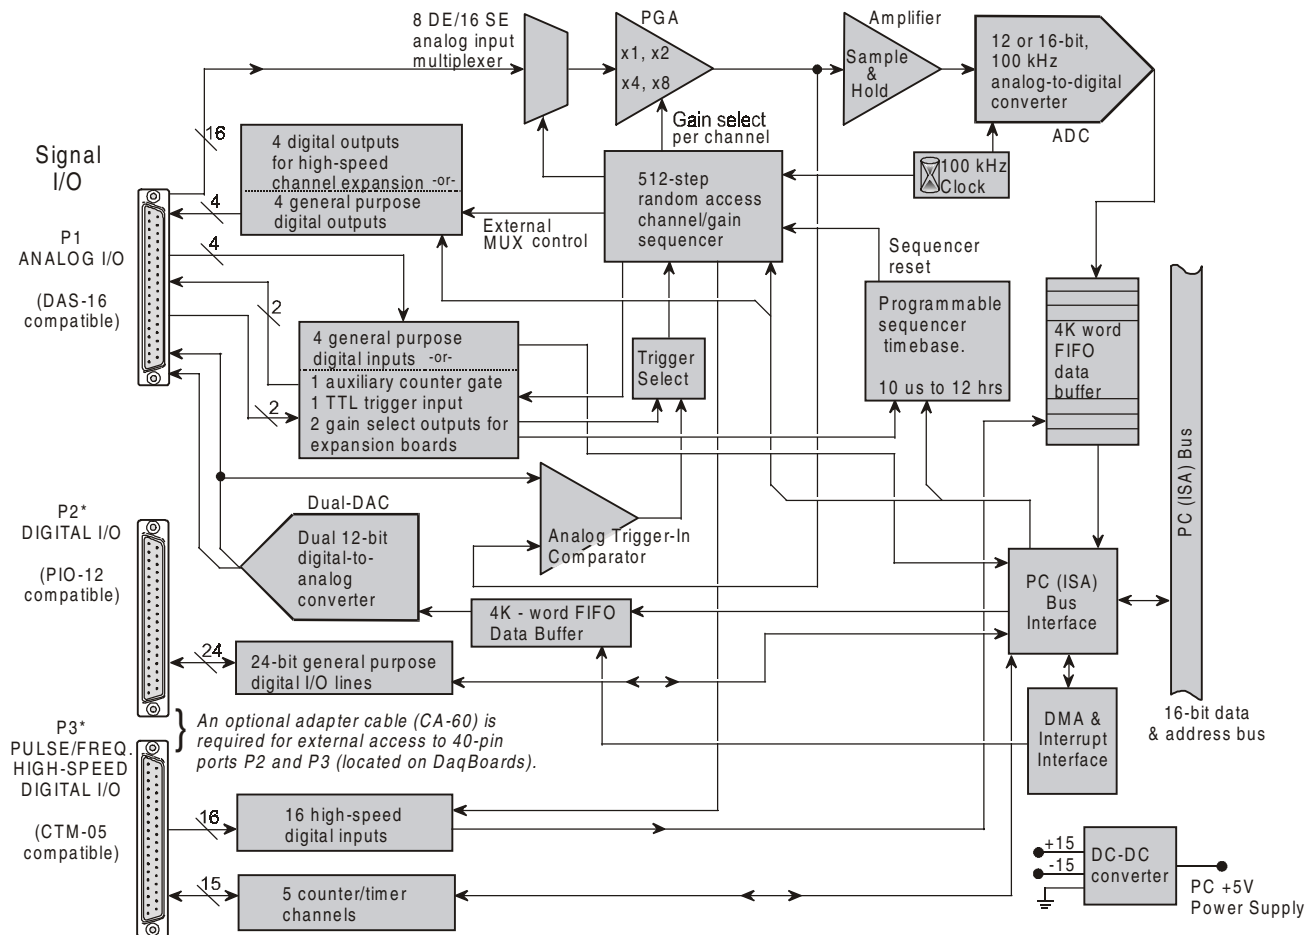 8 DE/16 SE
analog input
multiplexer
PGA
x1, x2
x4, x8
Amplifier
Sample
&
Hold
12 or 16-bit,
100 kHz
analog-to-digital
converter
ADC
Gain select
per channel
16
Signal
I/O
4 digital outputs
for high-speed
channel expansion -or-
4 general purpose
digital outputs
4
512-step
random access
channel/gain
sequencer
100 kHz
Clock
External
MUX control
Sequencer
reset
P1
ANALOG I/O
(DAS-16
compatible)
4
2
2
4 general purpose
digital inputs -or-
1 auxiliary counter gate
1 TTL trigger input
2 gain select outputs for
expansion boards
Trigger
Select
Programmable
sequencer
timebase.
10 us to 12 hrs
4K word
FIFO
data
buffer
PC (ISA) Bus
16-bit data
& address bus
P2*
DIGITAL I/O
(PIO-12
compatible)
Dual-DAC
Dual 12-bit
digital-to-
analog
converter
Analog Trigger-In
Comparator
4K - word FIFO
Data Buffer
PC (ISA)
Bus
Interface
24
24-bit general purpose
digital I/O lines
DMA &
Interrupt
Interface
An optional adapter cable (CA-60) is
required for external access to 40-pin
ports P2 and P3 (located on DaqBoards).
P3*
PULSE/FREQ.
HIGH-SPEED
DIGITAL I/O
(CTM-05
compatible)
16
16 high-speed
digital inputs
15
5 counter/timer
channels
+15
-15
DC-DC
converter
PC +5V
Power Supply